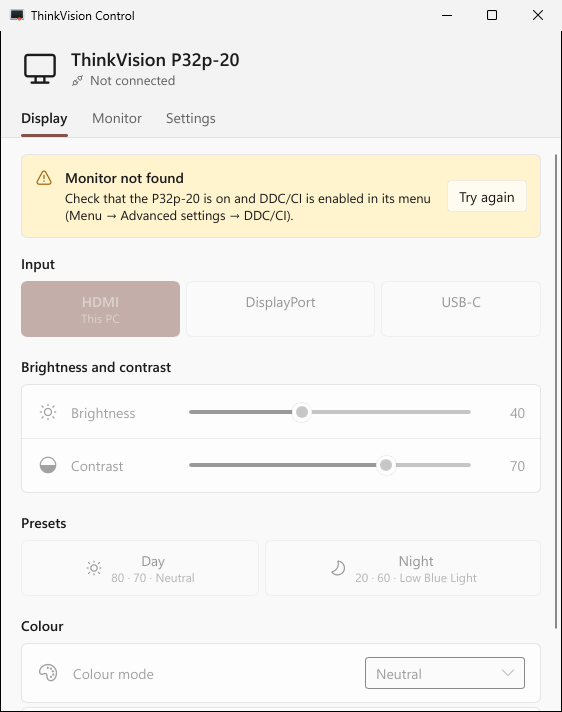 ThinkVision Control
ThinkVision P32p-20
Not connected
Display Monitor Settings
Monitor not found
Check that the P32p-20 is on and DDC/CI is enabled in its menu
(Menu → Advanced settings → DDC/CI).
Try again
Input
HDMI
This PC
DisplayPort
USB-C
Brightness and contrast
Brightness 40
Contrast 70
Presets
Day
80 · 70 · Neutral
Night
20 · 60 · Low Blue Light
Colour
Colour mode Neutral